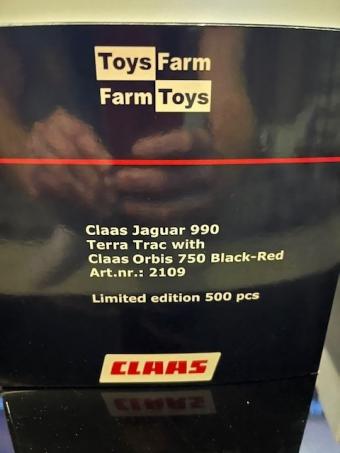 Toys Farm
Farm Toys
Claas Jaguar 990
Terra Trac with
Claas Orbis 750 Black-Red
Art.nr.: 2109
Limited edition 500 pcs
CLAAS